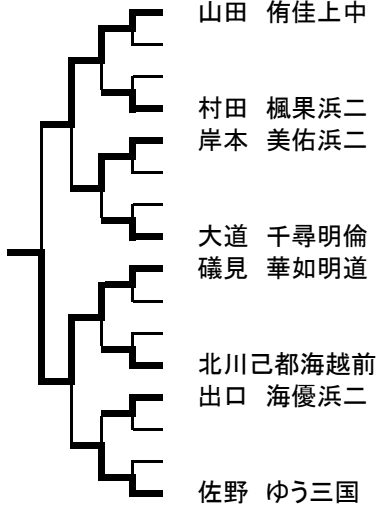 山田　侑佳上中
村田　楓果浜二
岸本　美佑浜二
大道　千尋明倫
礒見　華如明道
北川己都海越前
出口　海優浜二
佐野　ゆう三国